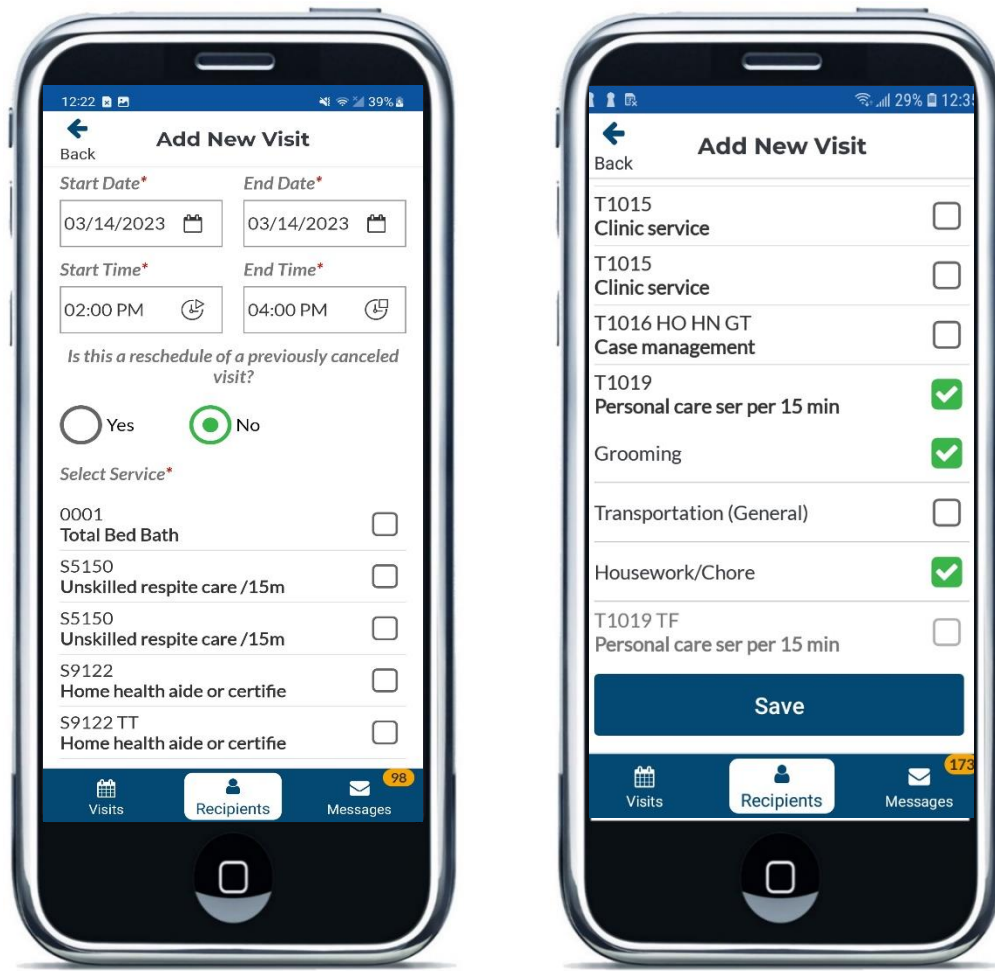 12:22 39%
Back
Add New Visit
Start Date* End Date*
03/14/2023 03/14/2023
Start Time* End Time*
02:00 PM 04:00 PM
Is this a reschedule of a previously canceled
visit?
Yes No
Select Service*
0001
Total Bed Bath
S5150
Unskilled respite care /15m
S5150
Unskilled respite care /15m
S9122
Home health aide or certifie
S9122 TT
Home health aide or certifie
98
Visits Recipients Messages
29% 12:35
Back
Add New Visit
T1015
Clinic service
T1015
Clinic service
T1016 HO HN GT
Case management
T1019
Personal care ser per 15 min
Grooming
Transportation (General)
Housework/Chore
T1019 TF
Personal care ser per 15 min
Save
173
Visits Recipients Messages